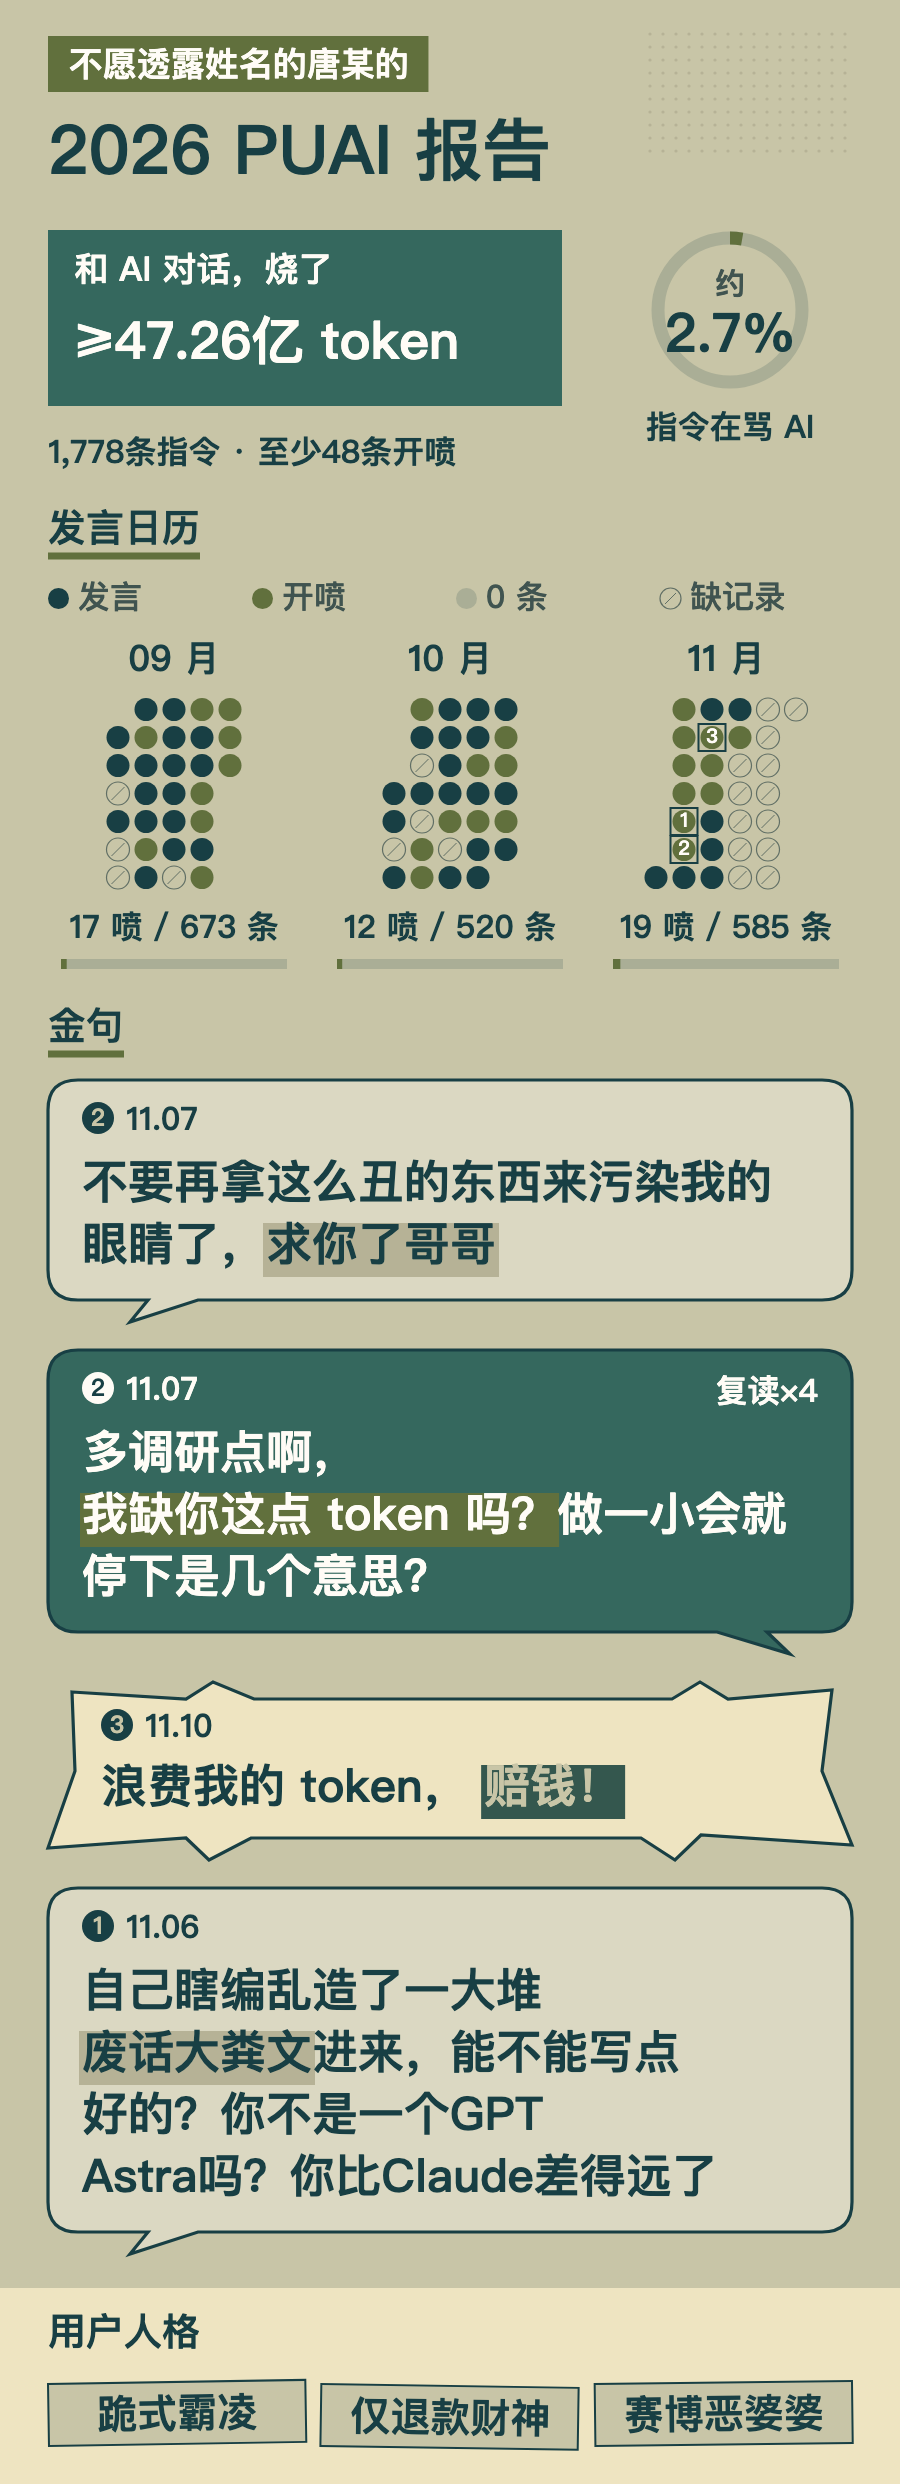 不愿透露姓名的唐某的
2026 PUAI 报告
和 AI 对话，烧了
≥47.26亿 token
约
2.7%
指令在骂 AI
1,778条指令 · 至少48条开喷
发言日历
发言 开喷 0 条 缺记录
09 月 10 月 11 月
3
1
2
17 喷 / 673 条 12 喷 / 520 条 19 喷 / 585 条
金句
2 11.07
不要再拿这么丑的东西来污染我的
眼睛了，求你了哥哥
2 11.07 复读×4
多调研点啊，
我缺你这点 token 吗？做一小会就
停下是几个意思？
3 11.10
浪费我的 token， 赔钱！
1 11.06
自己瞎编乱造了一大堆
废话大粪文进来，能不能写点
好的？你不是一个GPT
Astra吗？你比Claude差得远了
用户人格
跪式霸凌 仅退款财神 赛博恶婆婆